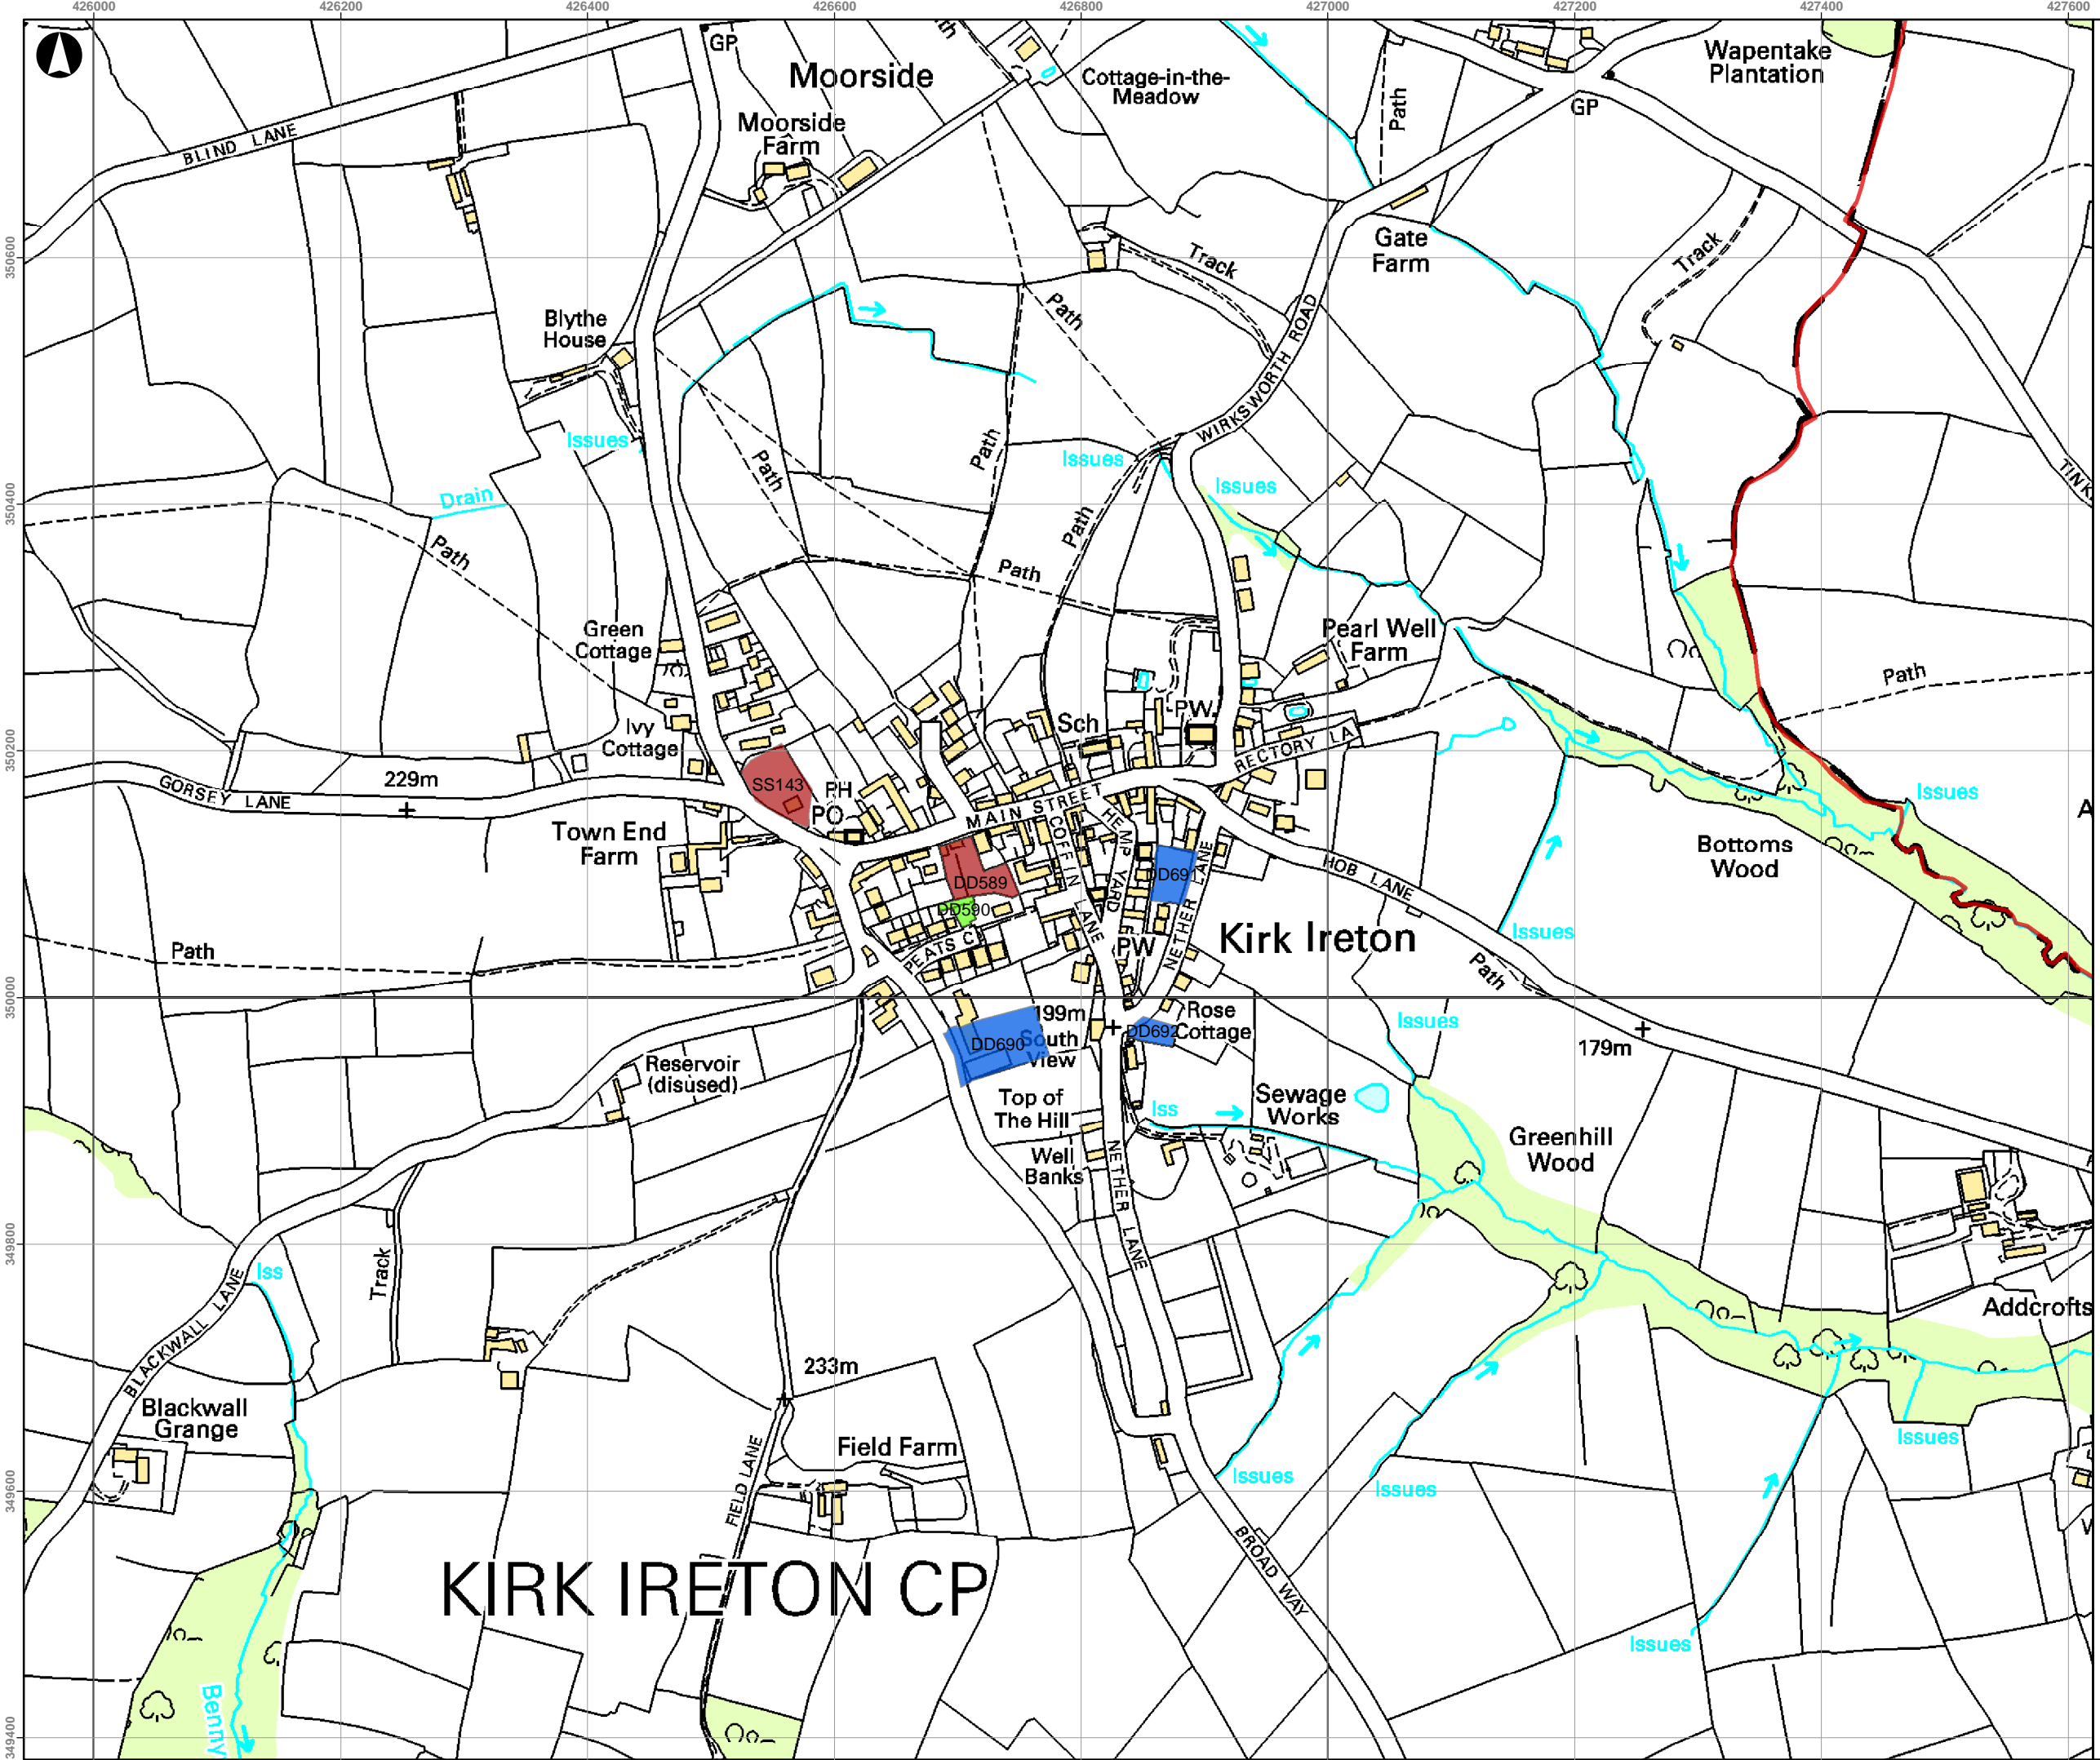 426000
426200
426400
426600
426800
427000
427200
427400
427600
GP
Moorside
th
Cottage-in-the-
Meadow
Wapentake
Plantation
GP
Path
BLIND LANE
Moorside
Farm
350600
Gate
Farm
Track
Track
Blythe
House
Path
WIRKSWORTH ROAD
Issues
Path
Path
Issues
Issues
TINK
Drain
350400
Path
Path
Path
Green
Cottage
Pearl Well
Farm
Path
Ivy
Cottage
Sch
PW
RECTORY LA
350200
229m
GORSEY LANE
SS143
PH
PO
MAIN STREET
Issues
Town End
Farm
COFFIN LANE
HEMP YARD
Bottoms
Wood
A
HOB LANE
DD589
DD691
DD590
NETHER LANE
Issues
PEATS CL
PW
Kirk Ireton
Path
Path
350000
199m
Rose
Cottage
Issues
DD690
South
View
DD692
179m
Reservoir
(disused)
Top of
The Hill
Iss
Sewage
Works
Greenhill
Wood
Well
Banks
NETHER LANE
349800
Track
Iss
BLACKWALL LANE
Addcrofts
233m
Blackwall
Grange
Field Farm
Issues
Issues
Issues
349600
FIELD LANE
BROAD WAY
KIRK IRETON CP
Issues
Benny
349400